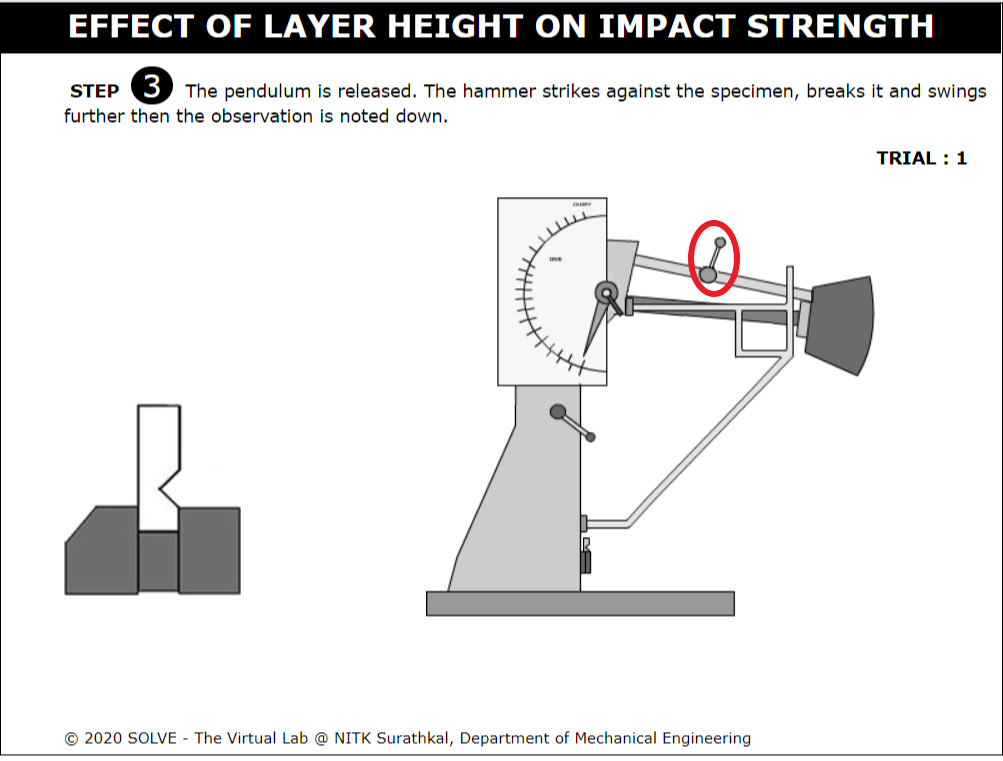 EFFECT OF LAYER HEIGHT ON IMPACT STRENGTH
STEP 3 The pendulum is released. The hammer strikes against the specimen, breaks it and swings
further then the observation is noted down.
TRIAL : 1
© 2020 SOLVE - The Virtual Lab @ NITK Surathkal, Department of Mechanical Engineering